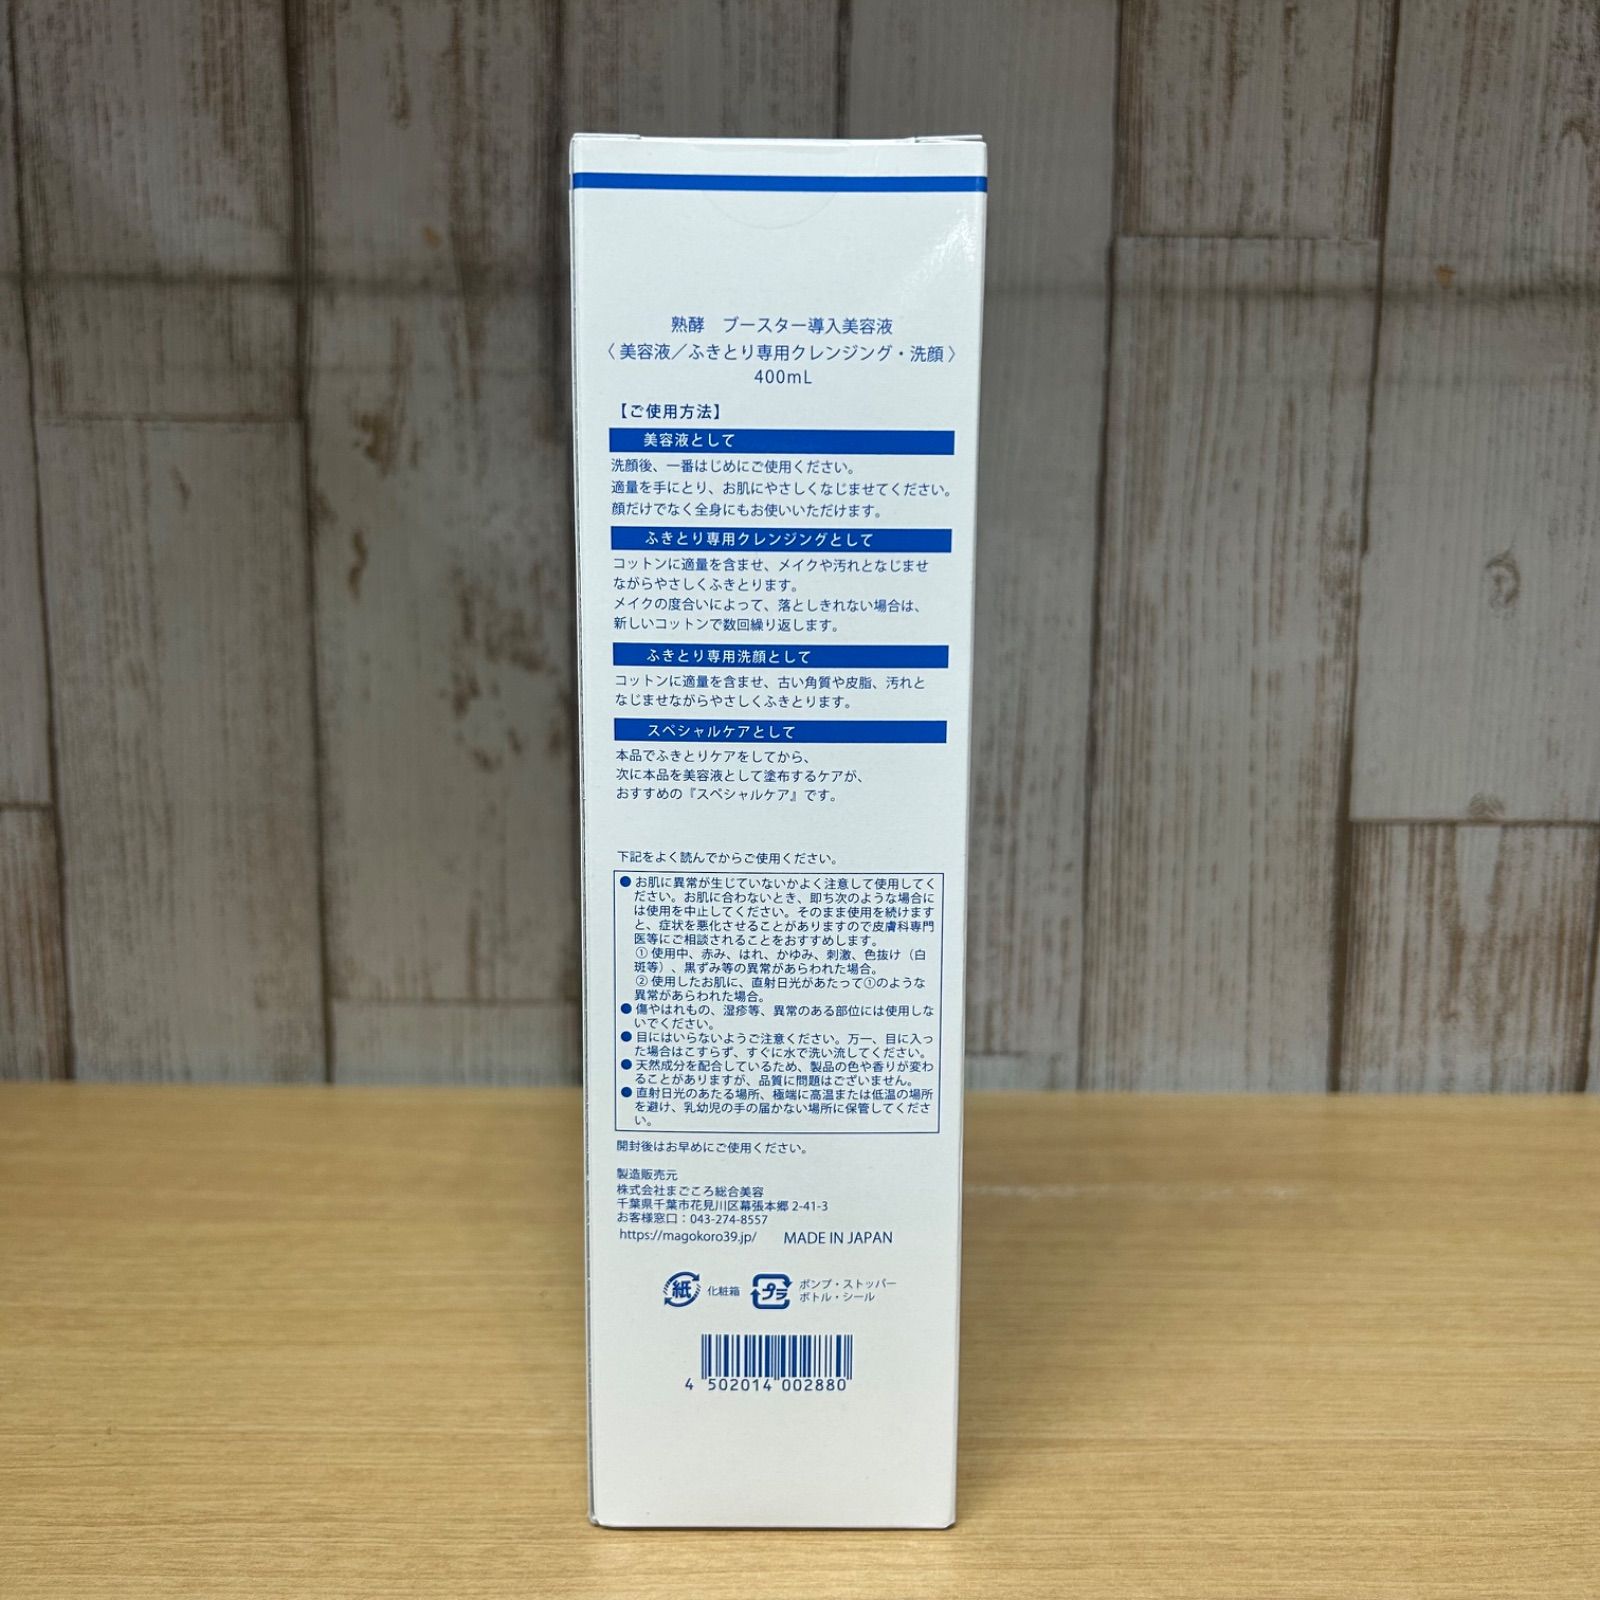 熟酵　ブースター導入美容液
〈 美容液／ふきとり専用クレンジング・洗顔 〉
400mL
【ご使用方法】
美容液として
洗顔後、一番はじめにご使用ください。
適量を手にとり、お肌にやさしくなじませてください。
顔だけでなく全身にもお使いいただけます。
ふきとり専用クレンジングとして
コットンに適量を含ませ、メイクや汚れとなじませ
ながらやさしくふきとります。
メイクの度合いによって、落としきれない場合は、
新しいコットンで数回繰り返します。
ふきとり専用洗顔として
コットンに適量を含ませ、古い角質や皮脂、汚れと
なじませながらやさしくふきとります。
スペシャルケアとして
本品でふきとりケアをしてから、
次に本品を美容液として塗布するケアが、
おすすめの『スペシャルケア』です。
下記をよく読んでからご使用ください。
● お肌に異常が生じていないかよく注意して使用してく
ださい。お肌に合わないとき、即ち次のような場合に
は使用を中止してください。そのまま使用を続けます
と、症状を悪化させることがありますので皮膚科専門
医等にご相談されることをおすすめします。
① 使用中、赤み、はれ、かゆみ、刺激、色抜け（白
斑等）、黒ずみ等の異常があらわれた場合。
② 使用したお肌に、直射日光があたって①のような
異常があらわれた場合。
● 傷やはれもの、湿疹等、異常のある部位には使用しな
いでください。
● 目にはいらないようご注意ください。万一、目に入っ
た場合はこすらず、すぐに水で洗い流してください。
● 天然成分を配合しているため、製品の色や香りが変わ
ることがありますが、品質に問題はございません。
● 直射日光のあたる場所、極端に高温または低温の場所
を避け、乳幼児の手の届かない場所に保管してくださ
い。
開封後はお早めにご使用ください。
製造販売元
株式会社まごころ総合美容
千葉県千葉市花見川区幕張本郷 2-41-3
お客様窓口：043-274-8557
https://magokoro39.jp/　MADE IN JAPAN
紙 化粧箱 プラ ポンプ・ストッパー
ボトル・シール
4 502014 002880